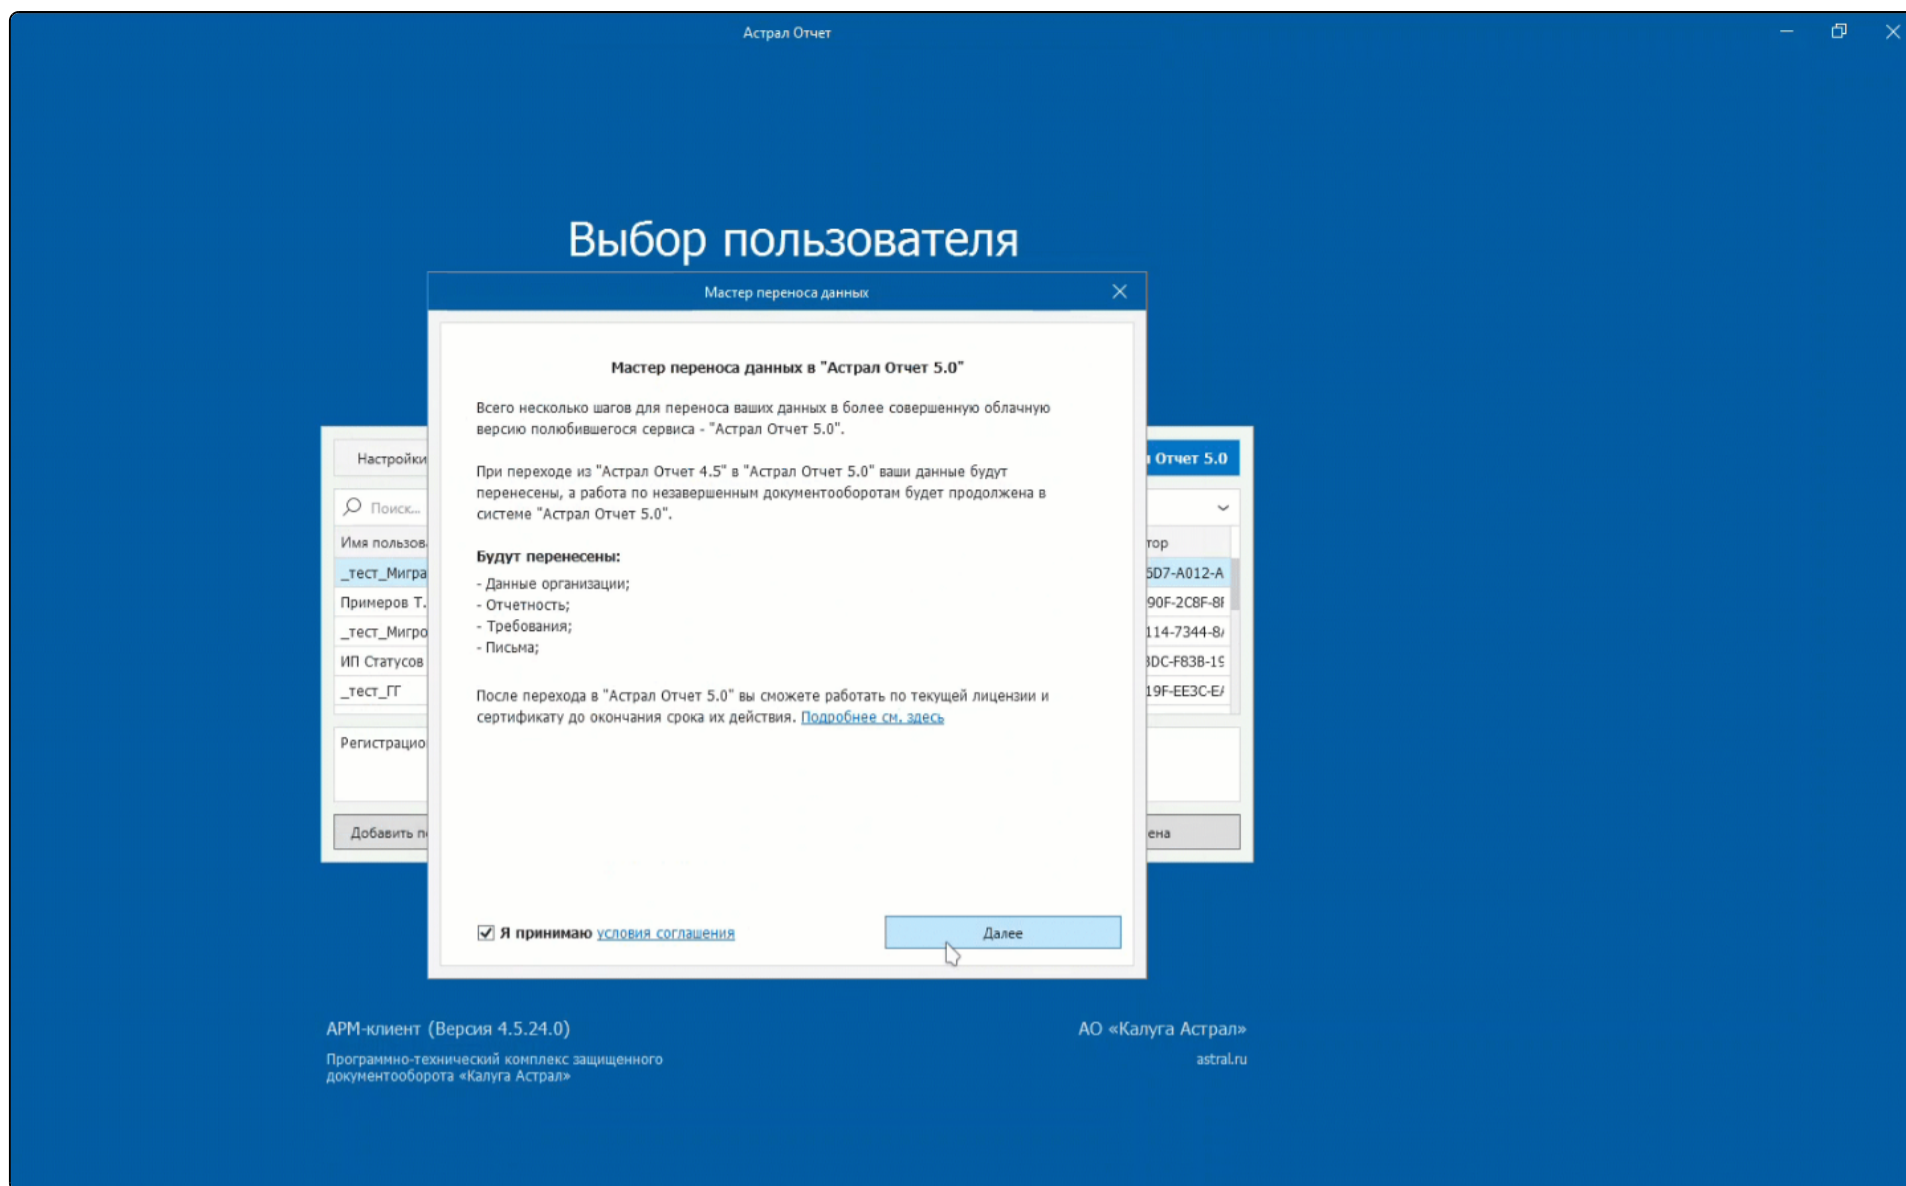 Астрал Отчет
Выбор пользователя
Мастер переноса данных
Мастер переноса данных в "Астрал Отчет 5.0"
Всего несколько шагов для переноса ваших данных в более совершенную облачную
версию полюбившегося сервиса - "Астрал Отчет 5.0".
При переходе из "Астрал Отчет 4.5" в "Астрал Отчет 5.0" ваши данные будут
перенесены, а работа по незавершенным документооборотам будет продолжена в
системе "Астрал Отчет 5.0".
Будут перенесены:
- Данные организации;
- Отчетность;
- Требования;
- Письма;
После перехода в "Астрал Отчет 5.0" вы сможете работать по текущей лицензии и
сертификату до окончания срока их действия. Подробнее см. здесь
Я принимаю условия соглашения
Далее
Настройки
Отчет 5.0
Поиск...
Имя пользов
тор
_тест_Мигра
5D7-A012-A
Примеров Т.
90F-2C8F-8F
_тест_Мигро
114-7344-8
ИП Статусов
DC-F83B-19
_тест_ГГ
19F-EE3C-E
Регистрацио
Добавить п
ена
АРМ-клиент (Версия 4.5.24.0)
АО «Калуга Астрал»
Программно-технический комплекс защищенного
документооборота «Калуга Астрал»
astral.ru